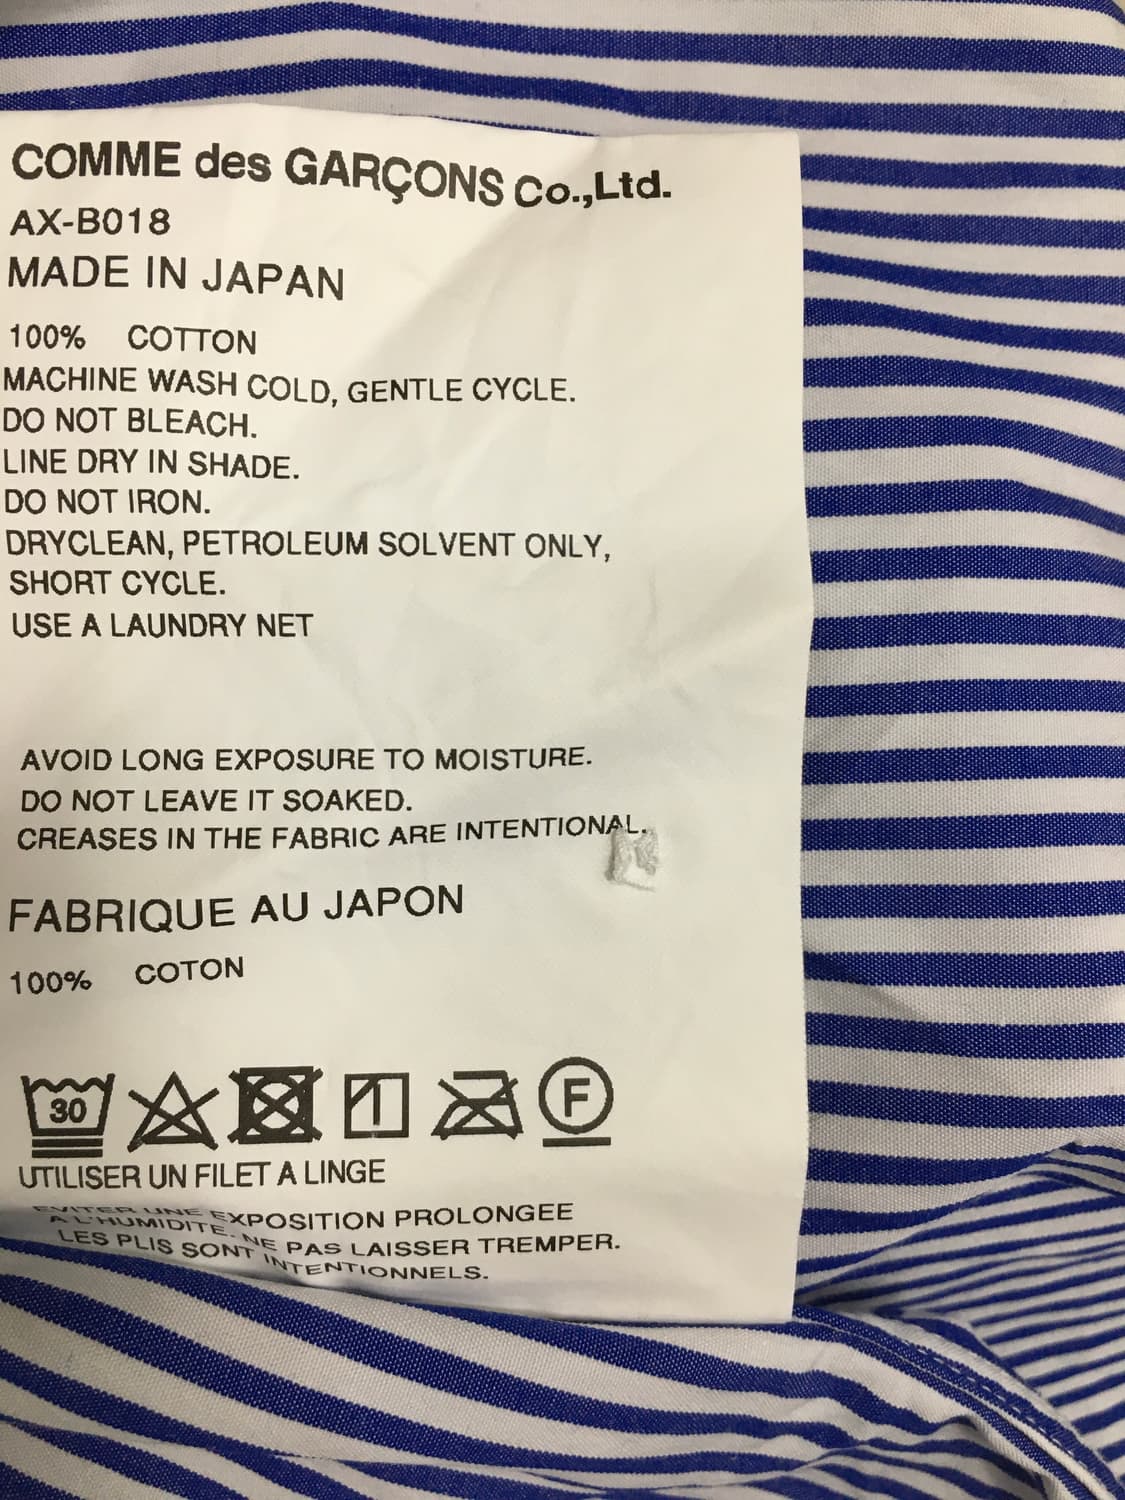 COMME des GARÇONS Co.,Ltd.
AX-B018
MADE IN JAPAN
100% COTTON
MACHINE WASH COLD, GENTLE CYCLE.
DO NOT BLEACH.
LINE DRY IN SHADE.
DO NOT IRON.
DRYCLEAN, PETROLEUM SOLVENT ONLY,
SHORT CYCLE.
USE A LAUNDRY NET
AVOID LONG EXPOSURE TO MOISTURE.
DO NOT LEAVE IT SOAKED.
CREASES IN THE FABRIC ARE INTENTIONAL.
FABRIQUE AU JAPON
100% COTON
30 F
UTILISER UN FILET A LINGE
EVITER UNE EXPOSITION PROLONGEE
A L'HUMIDITE. NE PAS LAISSER TREMPER.
LES PLIS SONT INTENTIONNELS.